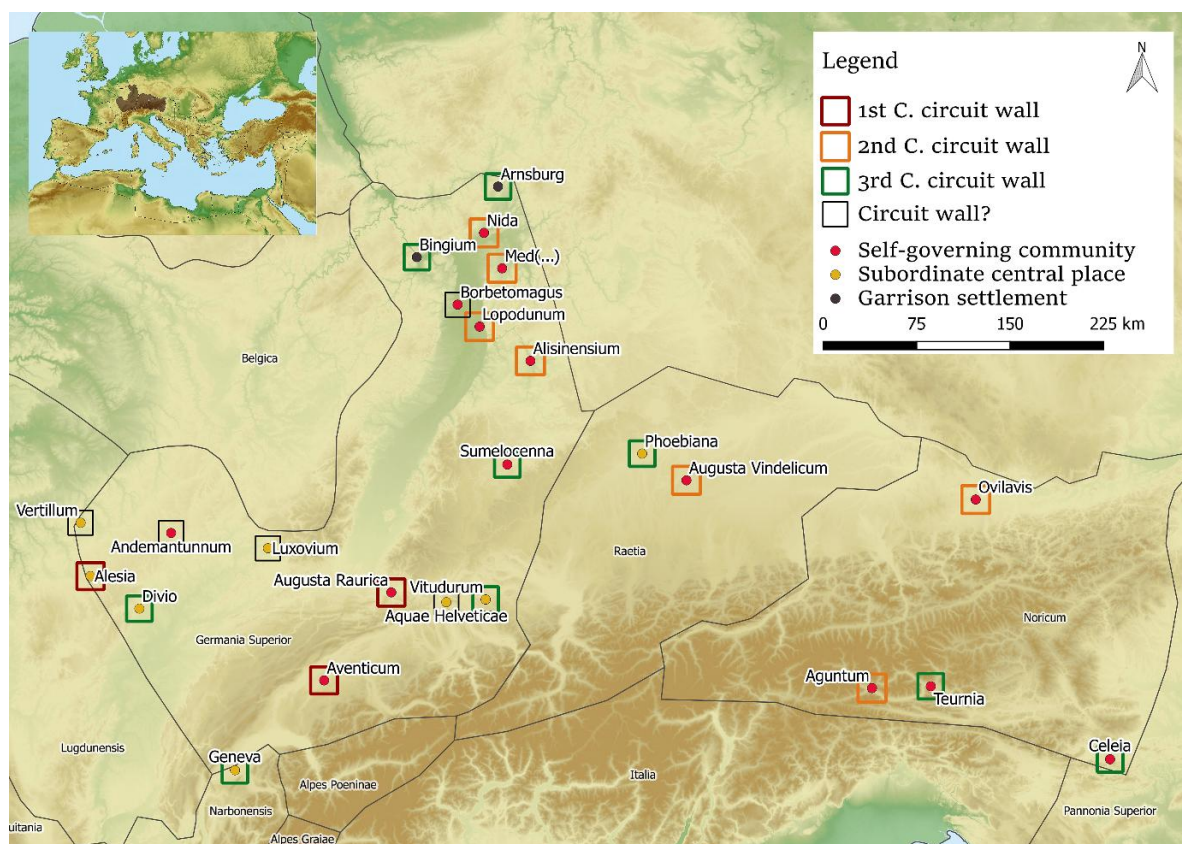 N
Legend
1st C. circuit wall
2nd C. circuit wall
3rd C. circuit wall
Circuit wall?
Self-governing community
Subordinate central place
Garrison settlement
0 75 150 225 km
Arnsburg
Nida
Bingium
Med(...)
Borbetomagus
Lopodunum
Belgica
Alisinensium
Sumelocenna
Phoebiana
Augusta Vindelicum
Ovilavis
Vertillum
Andemantunnum
Luxovium
Raetia
Alesia
Augusta Raurica
Vitudurum
Divio
Aquae Helveticae
Germania Superior
Noricum
Aventicum
Aguntum
Teurnia
Lugdunensis
Geneva
Celeia
Alpes Poeninae
Italia
Narbonensis
Pannonia Superior
uitania
Alpes Graiae